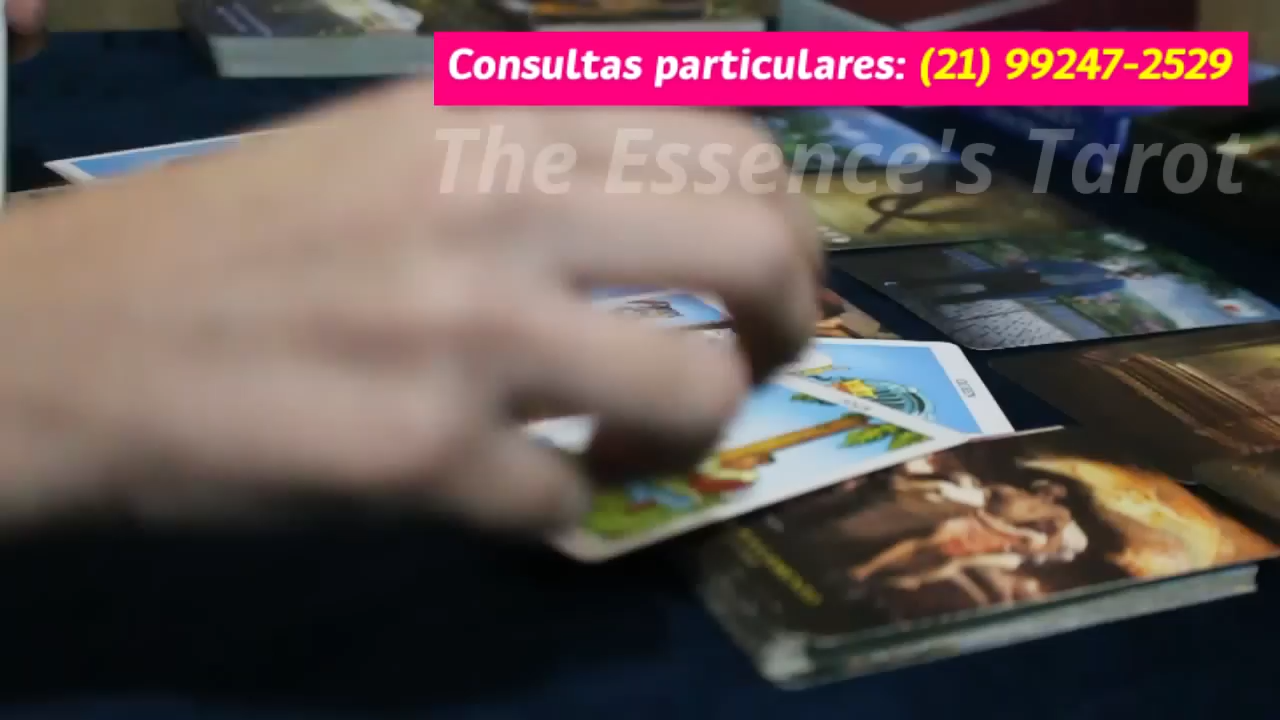 Consultas particulares: (21) 99247-2529
The Essence's Tarot